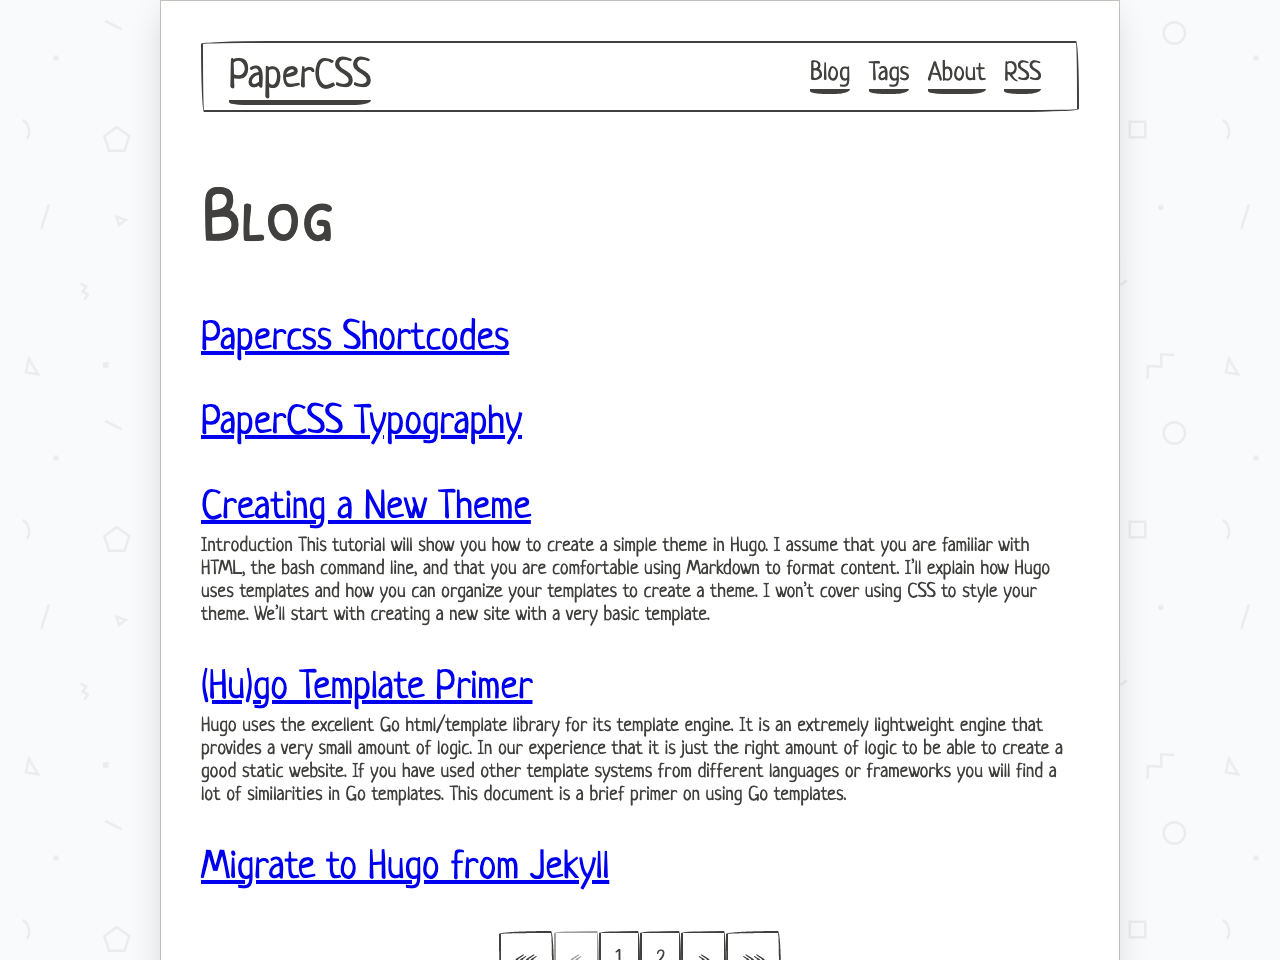 PaperCSS
Blog Tags About RSS
Blog
Papercss Shortcodes
PaperCSS Typography
Creating a New Theme
Introduction This tutorial will show you how to create a simple theme in Hugo. I assume that you are familiar with
HTML, the bash command line, and that you are comfortable using Markdown to format content. I’ll explain how Hugo
uses templates and how you can organize your templates to create a theme. I won’t cover using CSS to style your
theme. We’ll start with creating a new site with a very basic template.
(Hu)go Template Primer
Hugo uses the excellent Go html/template library for its template engine. It is an extremely lightweight engine that
provides a very small amount of logic. In our experience that it is just the right amount of logic to be able to create a
good static website. If you have used other template systems from different languages or frameworks you will find a
lot of similarities in Go templates. This document is a brief primer on using Go templates.
Migrate to Hugo from Jekyll
«« « 1 2 » »»